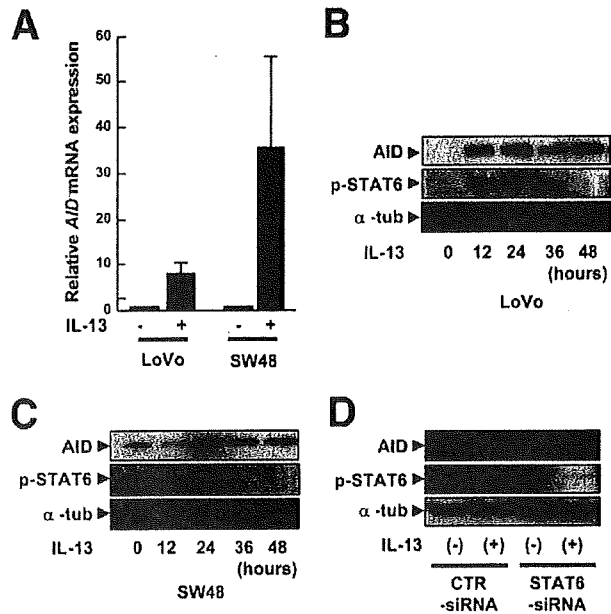 A
Relative AID mRNA expression
60
50
40
30
20
10
0
IL-13 - + - +
LoVo SW48
B
AID
p-STAT6
α -tub
IL-13 0 12 24 36 48
(hours)
LoVo
C
AID
p-STAT6
α -tub
IL-13 0 12 24 36 48
(hours)
SW48
D
AID
p-STAT6
α -tub
IL-13 (-) (+) (-) (+)
CTR STAT6
-siRNA -siRNA